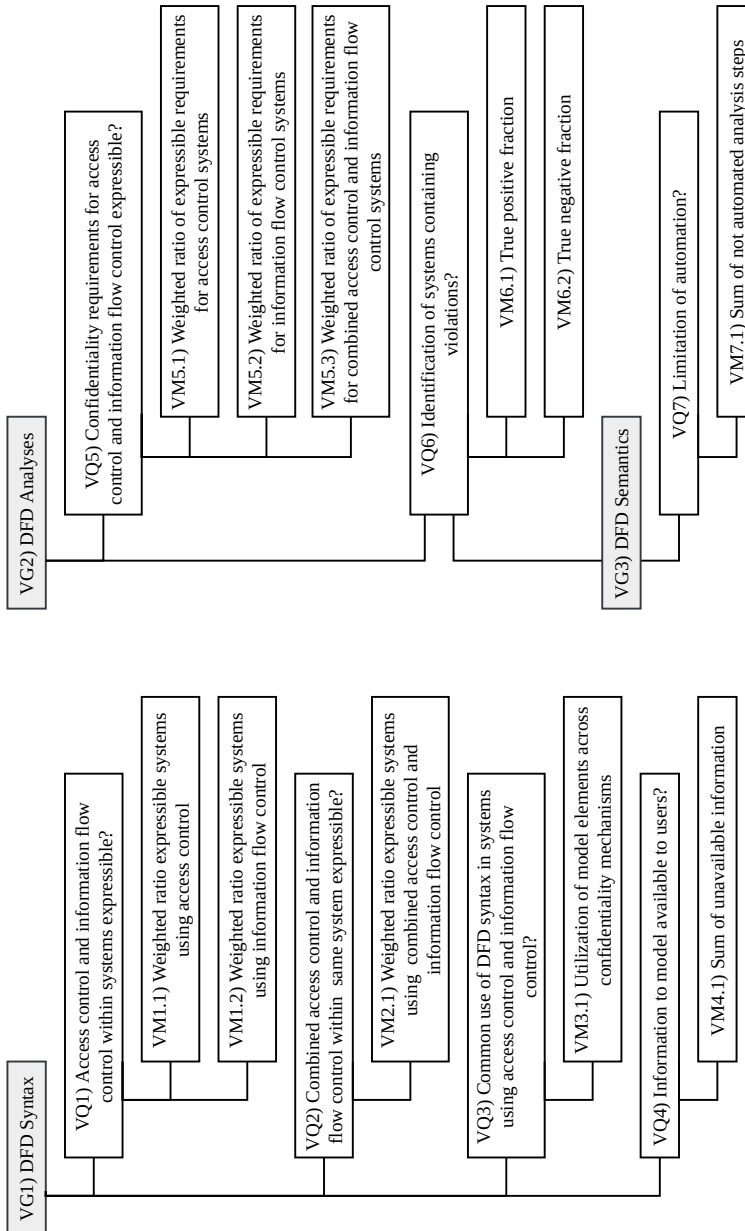 VG1) DFD Syntax
VQ1) Access control and information flow
control within systems expressible?
VM1.1) Weighted ratio expressible systems
using access control
VM1.2) Weighted ratio expressible systems
using information flow control
VQ2) Combined access control and information
flow control within same system expressible?
VM2.1) Weighted ratio expressible systems
using combined access control and
information flow control
VQ3) Common use of DFD syntax in systems
using access control and information flow
control?
VM3.1) Utilization of model elements across
confidentiality mechanisms
VQ4) Information to model available to users?
VM4.1) Sum of unavailable information
VG2) DFD Analyses
VQ5) Confidentiality requirements for access
control and information flow control expressible?
VM5.1) Weighted ratio of expressible requirements
for access control systems
VM5.2) Weighted ratio of expressible requirements
for information flow control systems
VM5.3) Weighted ratio of expressible requirements
for combined access control and information flow
control systems
VQ6) Identification of systems containing
violations?
VM6.1) True positive fraction
VM6.2) True negative fraction
VG3) DFD Semantics
VQ7) Limitation of automation?
VM7.1) Sum of not automated analysis steps